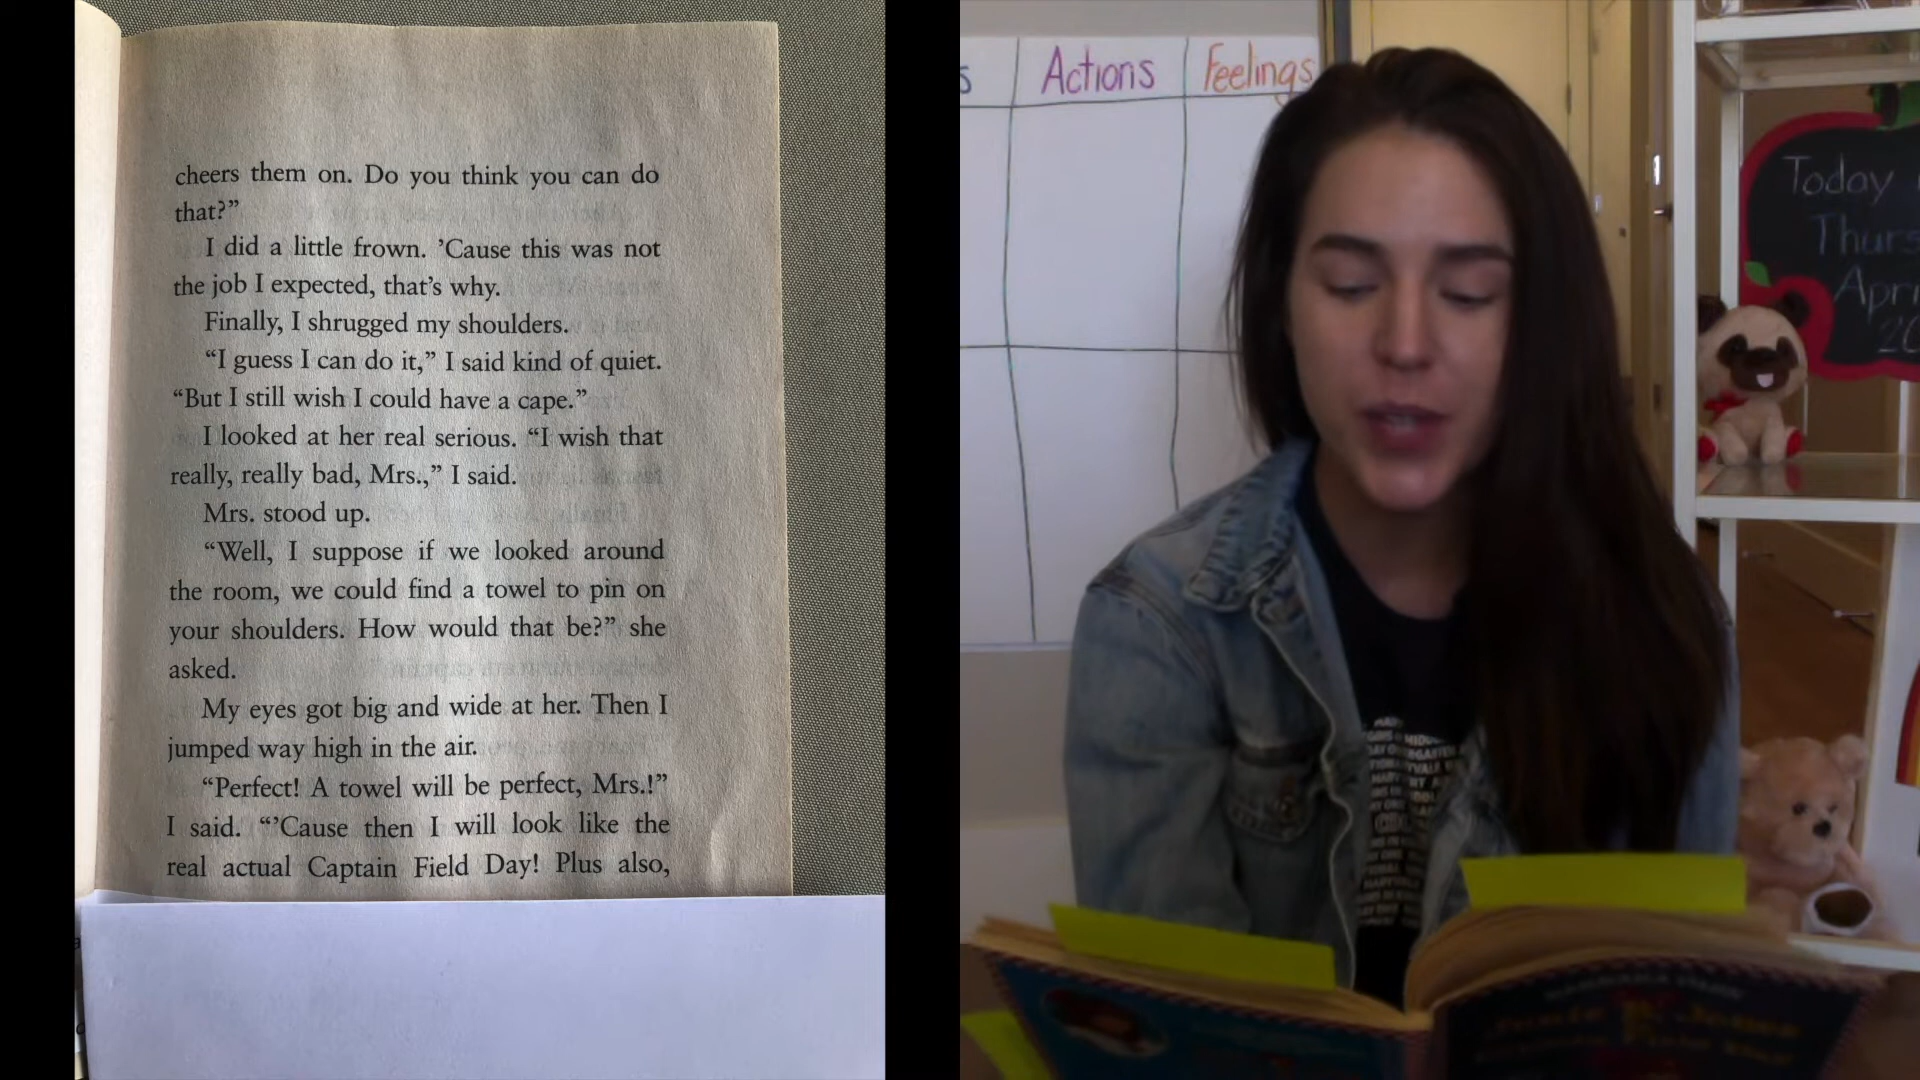 cheers them on. Do you think you can do
that?”
I did a little frown. ’Cause this was not
the job I expected, that’s why.
Finally, I shrugged my shoulders.
“I guess I can do it,” I said kind of quiet.
“But I still wish I could have a cape.”
I looked at her real serious. “I wish that
really, really bad, Mrs.,” I said.
Mrs. stood up.
“Well, I suppose if we looked around
the room, we could find a towel to pin on
your shoulders. How would that be?” she
asked.
My eyes got big and wide at her. Then I
jumped way high in the air.
“Perfect! A towel will be perfect, Mrs.!”
I said. “’Cause then I will look like the
real actual Captain Field Day! Plus also,
s Actions Feelings
Today
Thurs
Apri
20
Junie B. Jones